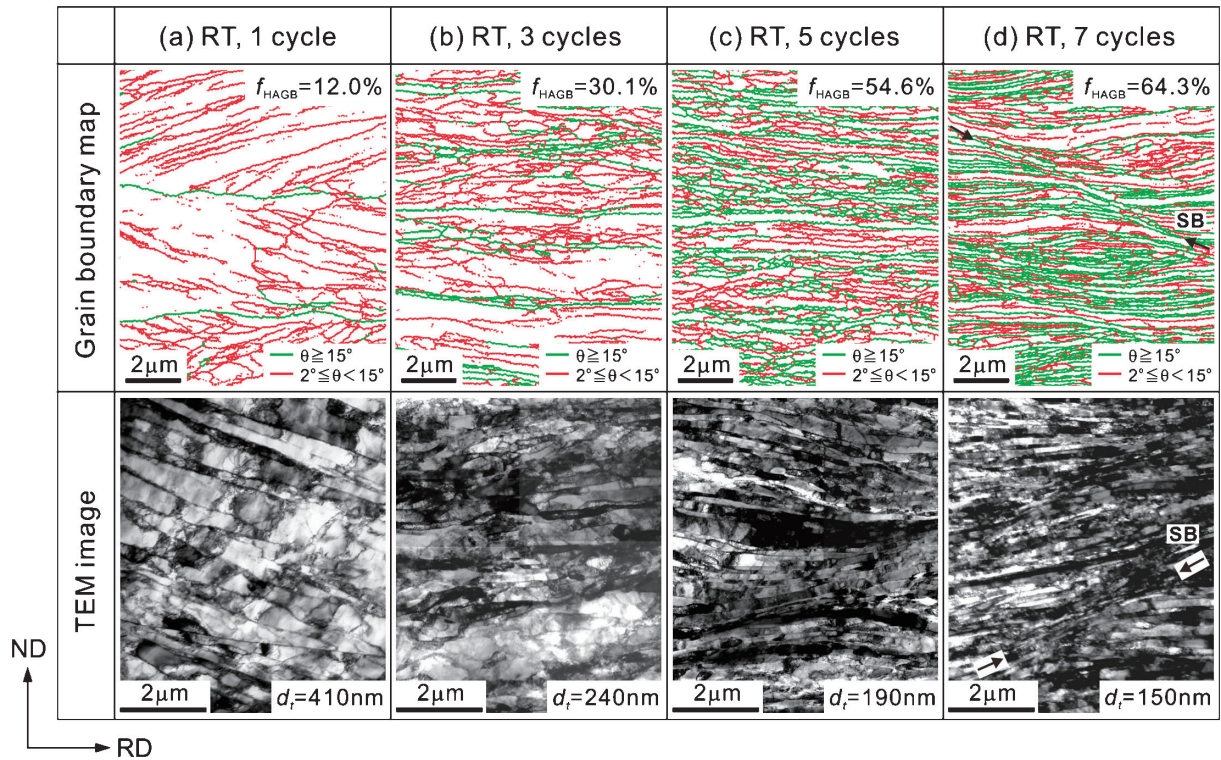 (a) RT, 1 cycle
(b) RT, 3 cycles
(c) RT, 5 cycles
(d) RT, 7 cycles
Grain boundary map
fHAGB=12.0%
2μm
θ≧15°
2°≦θ<15°
fHAGB=30.1%
2μm
θ≧15°
2°≦θ<15°
fHAGB=54.6%
2μm
θ≧15°
2°≦θ<15°
fHAGB=64.3%
SB
2μm
θ≧15°
2°≦θ<15°
TEM image
2μm
dt=410nm
2μm
dt=240nm
2μm
dt=190nm
SB
2μm
dt=150nm
ND
RD